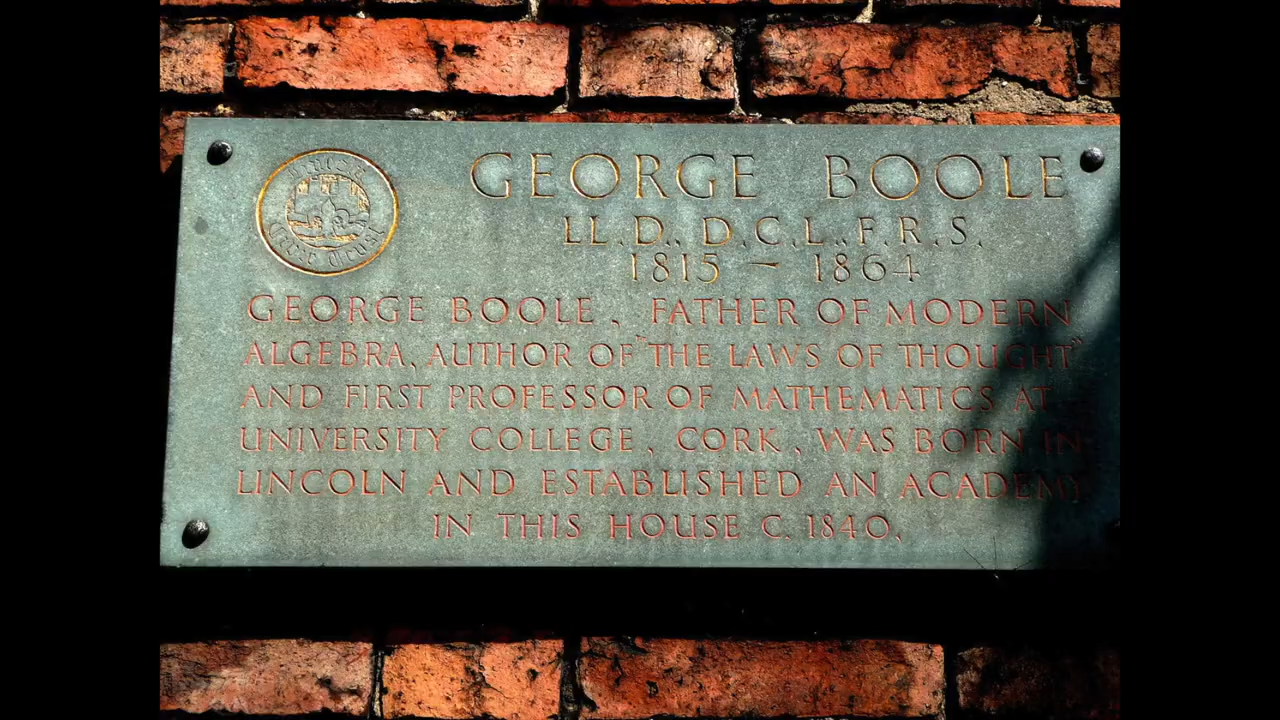 GEORGE BOOLE
LL.D., D.C.L., F.R.S.
1815 – 1864
GEORGE BOOLE, FATHER OF MODERN
ALGEBRA, AUTHOR OF "THE LAWS OF THOUGHT"
AND FIRST PROFESSOR OF MATHEMATICS AT
UNIVERSITY COLLEGE, CORK, WAS BORN IN
LINCOLN AND ESTABLISHED AN ACADEMY
IN THIS HOUSE C. 1840.